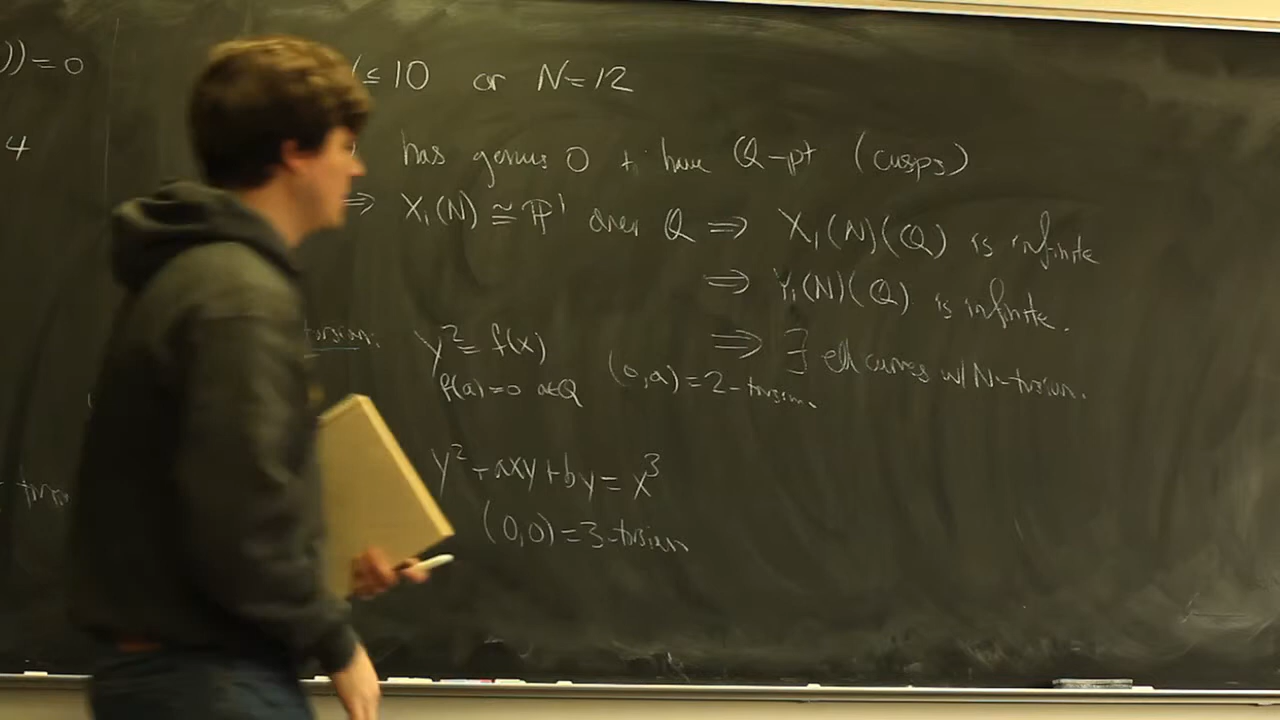 )) = 0
4
≤ 10 or N = 12
has genus 0 + have Q-pt (cusps)
⇒ X₁(N) ≅ P¹ over Q ⇒ X₁(N)(Q) is infinite
⇒ Y₁(N)(Q) is infinite.
⇒ ∃ ell curves w/ N-torsion.
torsion: y² = f(x)
f(a) = 0 a∈Q (0,a) = 2-torsion.
y² + axy + by = x³
(0,0) = 3-torsion